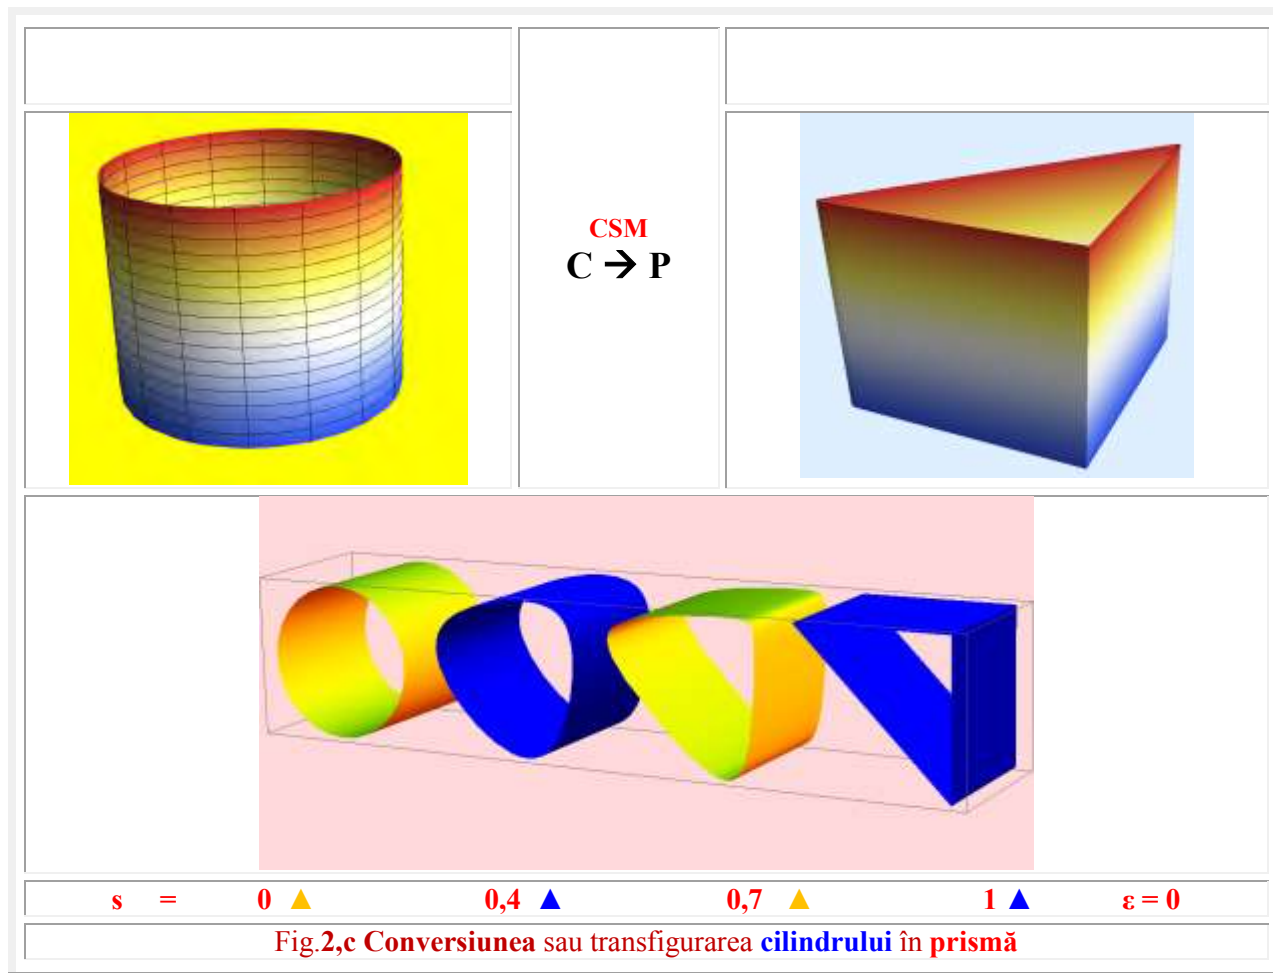 CSM
C → P
s = 0 ▲ 0,4 ▲ 0,7 ▲ 1 ▲ ε = 0
Fig.2,c Conversiunea sau transfigurarea cilindrului în prismă